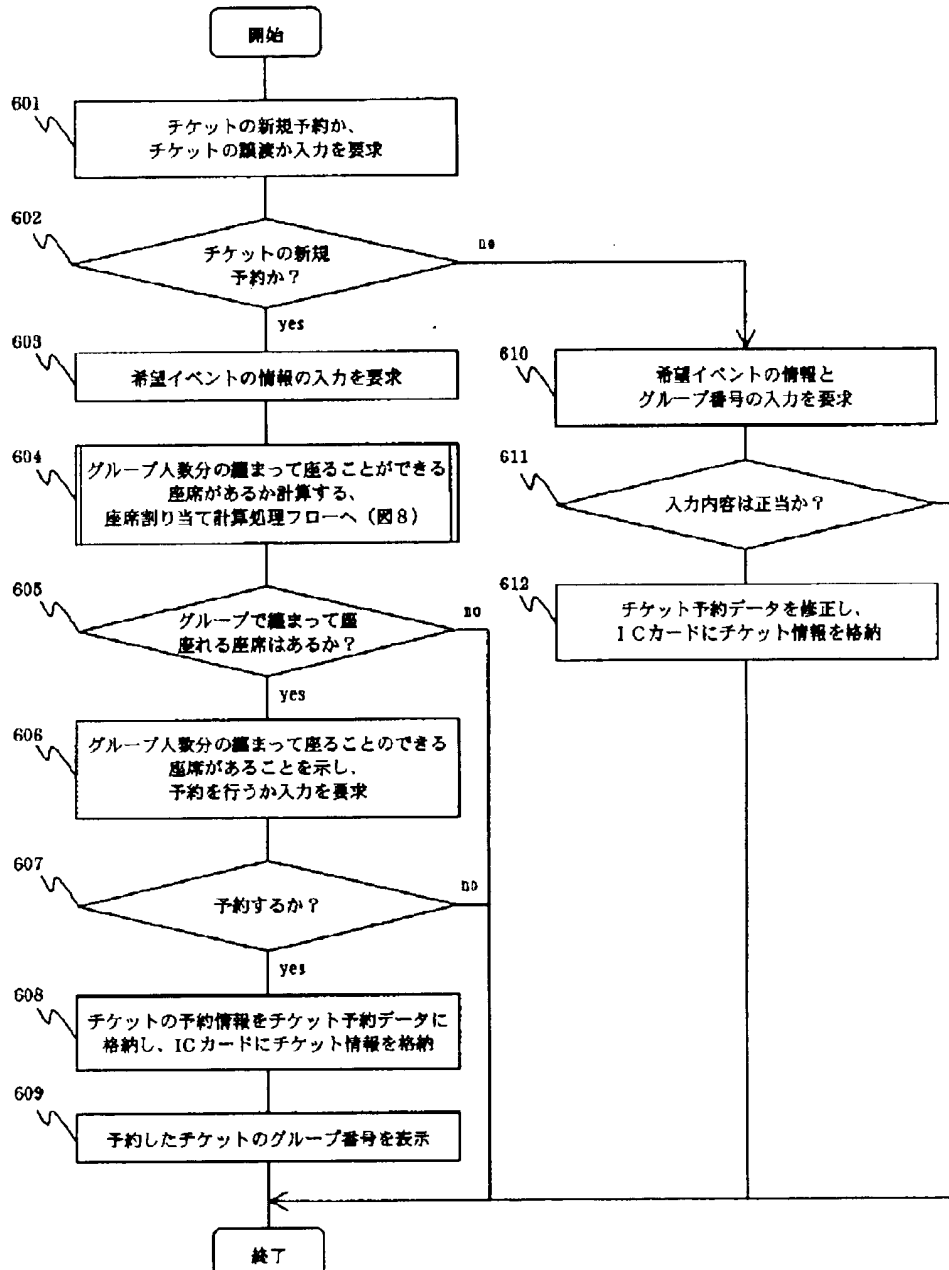 開始
601
チケットの新規予約か、
チケットの譲渡か入力を要求
602
チケットの新規
予約か？
no
yes
603
希望イベントの情報の入力を要求
604
グループ人数分の纏まって座ることができる
座席があるか計算する、
座席割り当て計算処理フローへ（図８）
605
グループで纏まって座
座れる座席はあるか？
no
yes
606
グループ人数分の纏まって座ることのできる
座席があることを示し、
予約を行うか入力を要求
607
予約するか？
no
yes
608
チケットの予約情報をチケット予約データに
格納し、ICカードにチケット情報を格納
609
予約したチケットのグループ番号を表示
610
希望イベントの情報と
グループ番号の入力を要求
611
入力内容は正当か？
612
チケット予約データを修正し、
ＩＣカードにチケット情報を格納
終了